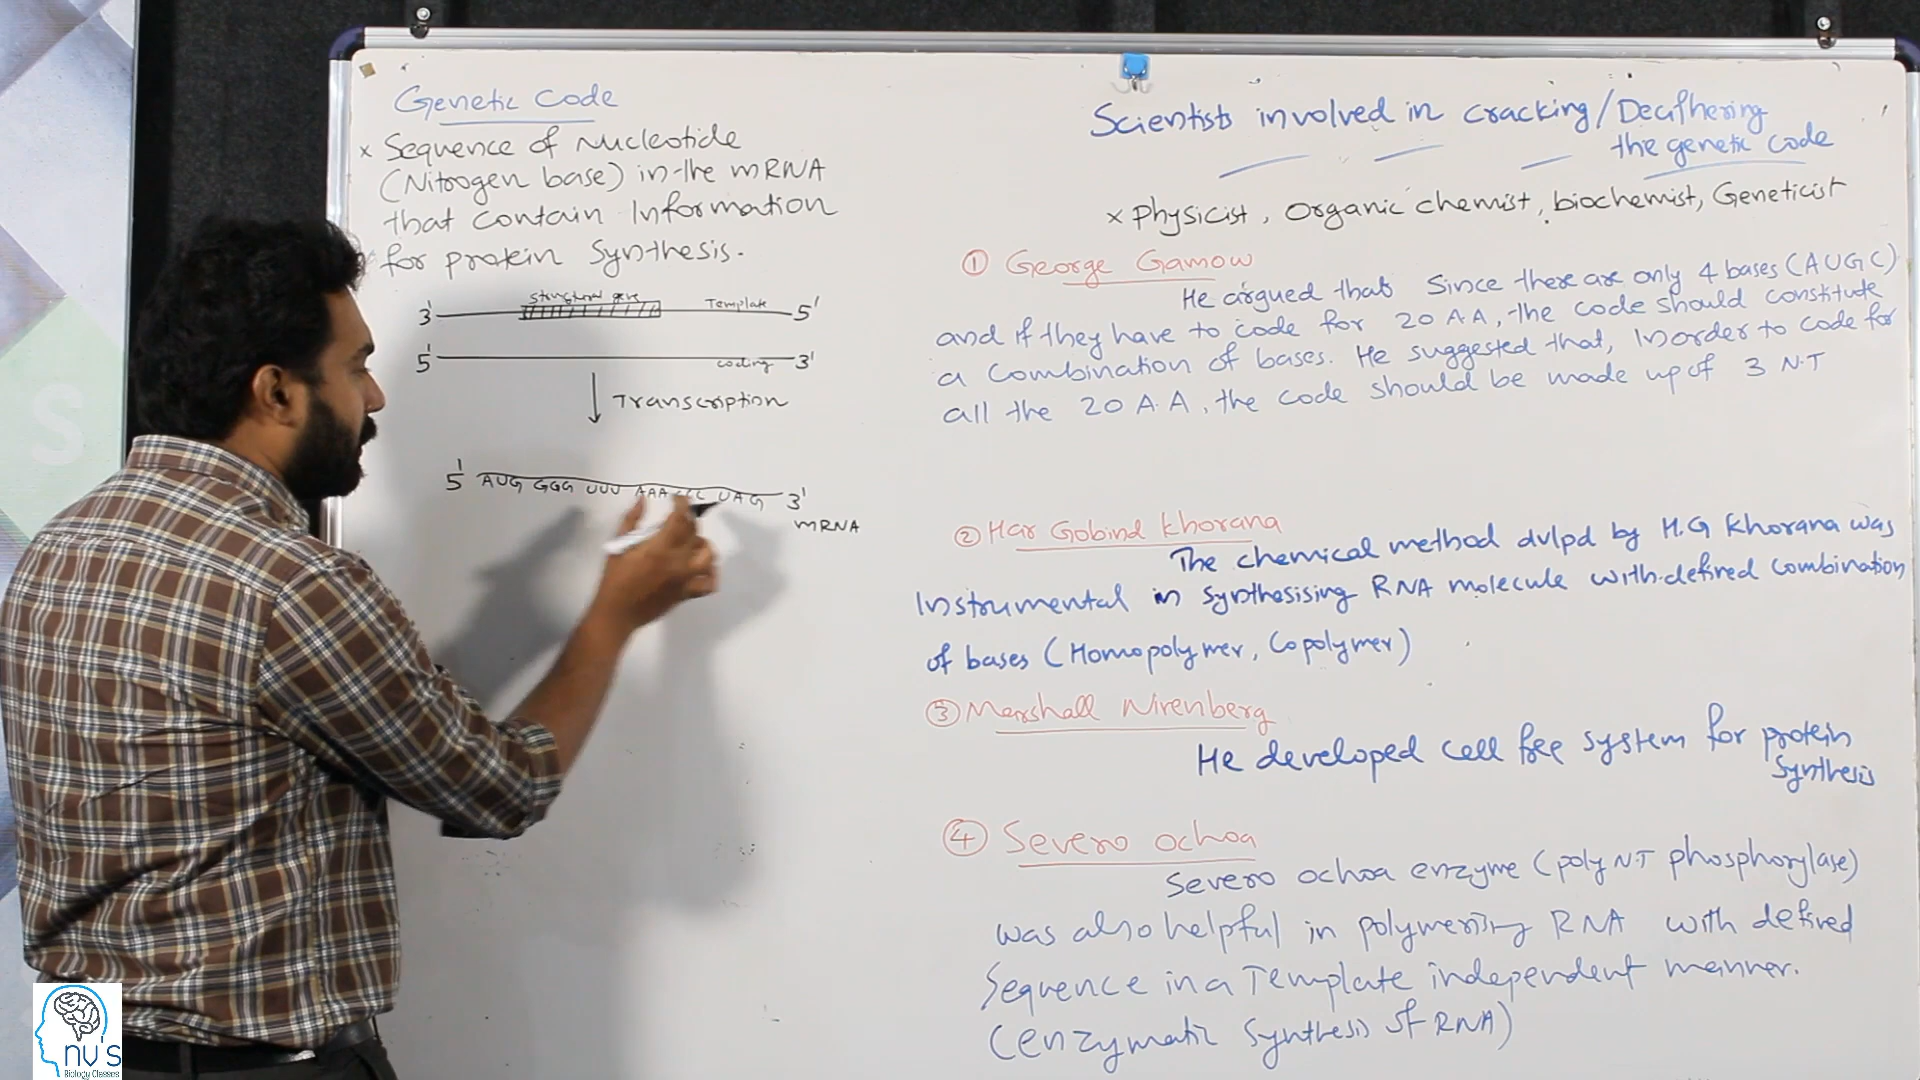 Genetic Code
x Sequence of Nucleotide
(Nitrogen base) in the mRNA
that contain Information
for protein Synthesis.
3' Structural gene Template 5'
5' coding 3'
Transcription
5' AUG GGG UUU AAA CCC UAG 3'
mRNA
Scientists involved in cracking/Deciphering
the genetic code
x Physicist, Organic chemist, biochemist, Geneticist
① George Gamow
He argued that Since there are only 4 bases (AUGC)
and if they have to code for 20 A.A, the code should constitute
a Combination of bases. He suggested that, Inorder to code for
all the 20 A.A, the code should be made up of 3 N.T
② Har Gobind Khorana
The chemical method dvlpd by H.G Khorana was
Instrumental in Synthesising RNA molecule with defined Combination
of bases (Homopolymer, Copolymer)
③ Marshall Nirenberg
He developed cell free system for protein
Synthesis
④ Severo ochoa
Severo ochoa enzyme (poly N.T phosphorylase)
was also helpful in polymerising RNA with defined
Sequence in a Template independent manner.
(enzymatic Synthesis of RNA)
S
nv's
Biology Classes